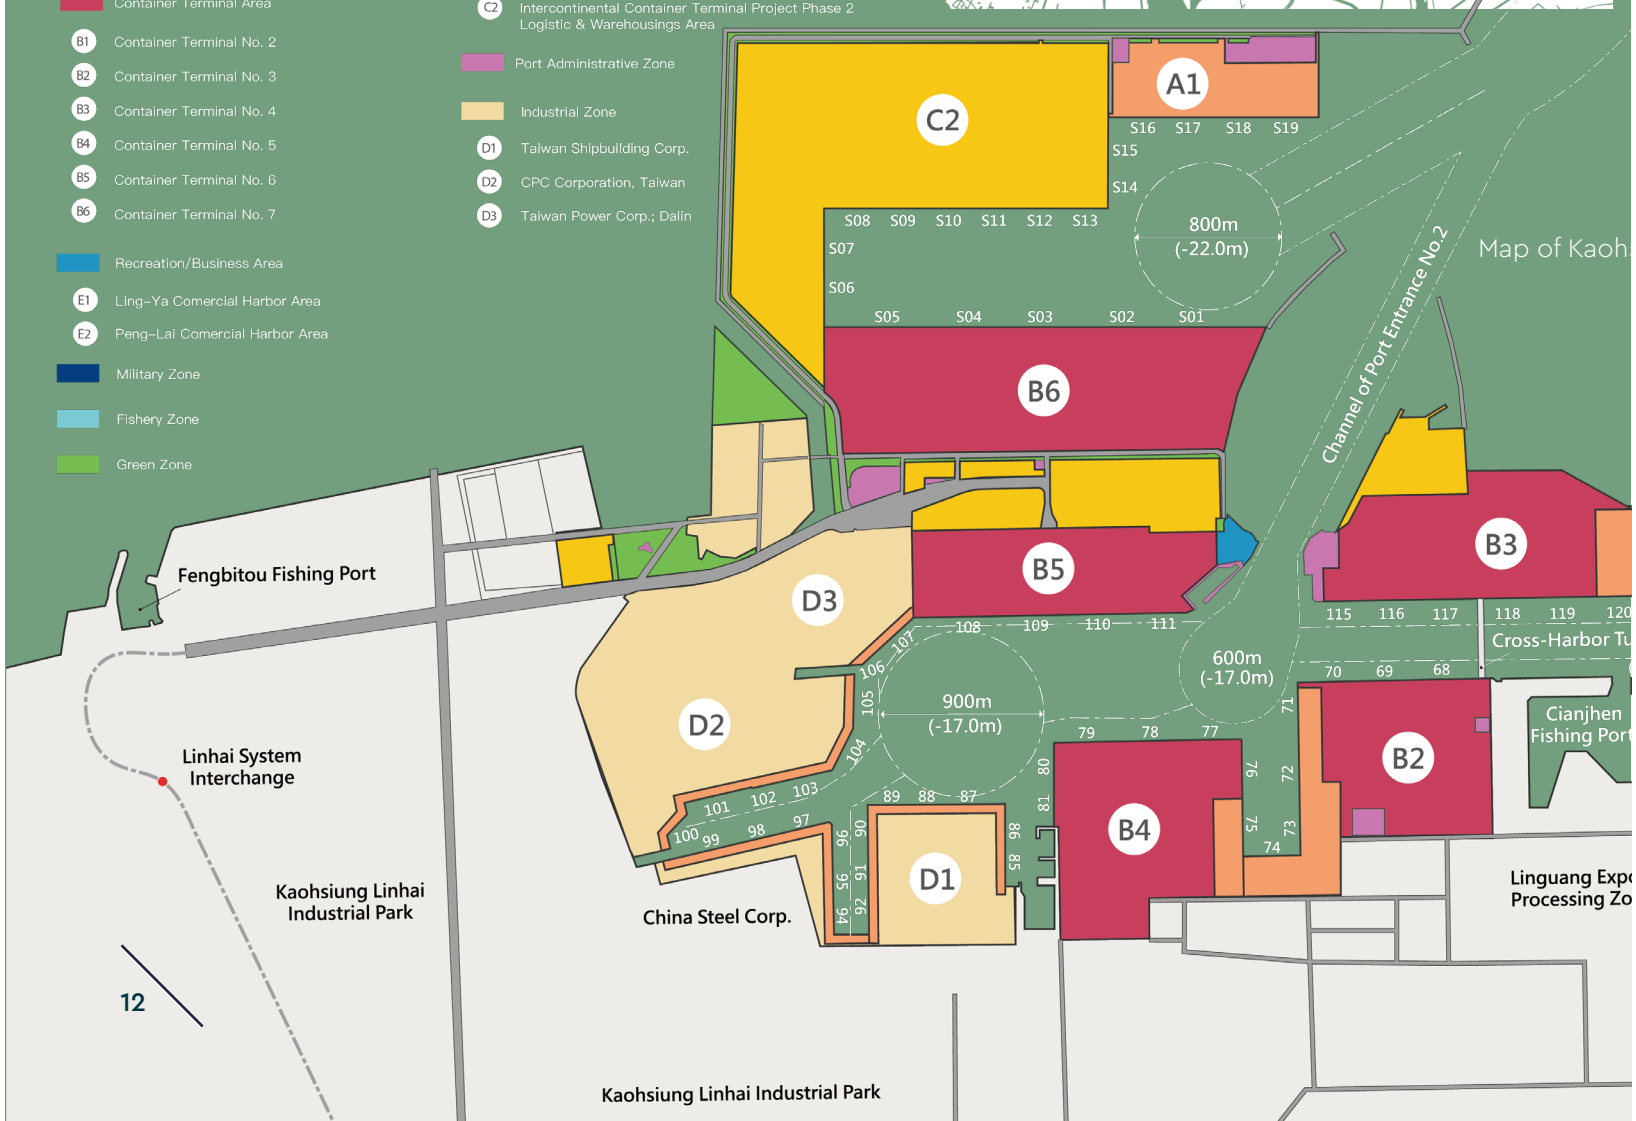 Container Terminal Area
B1 Container Terminal No. 2
B2 Container Terminal No. 3
B3 Container Terminal No. 4
B4 Container Terminal No. 5
B5 Container Terminal No. 6
B6 Container Terminal No. 7
Recreation/Business Area
E1 Ling-Ya Comercial Harbor Area
E2 Peng-Lai Comercial Harbor Area
Military Zone
Fishery Zone
Green Zone
C2 Intercontinental Container Terminal Project Phase 2
Logistic & Warehousings Area
Port Administrative Zone
Industrial Zone
D1 Taiwan Shipbuilding Corp.
D2 CPC Corporation, Taiwan
D3 Taiwan Power Corp.; Dalin
C2
A1
S16 S17 S18 S19
S15
S14
S08 S09 S10 S11 S12 S13
S07
S06
S05 S04 S03 S02 S01
800m
(-22.0m)
Map of Kaohs
Channel of Port Entrance No.2
B6
B5
B3
D3
108 109 110 111
107
106
105
104
103
102
101
100
99
98
97
96
95
94
90
91
92
89 88 87
86
85
900m
(-17.0m)
600m
(-17.0m)
115 116 117 118 119 120
Cross-Harbor Tu
70 69 68
71
72
73
74
75
76
79 78 77
80
81
D2
D1
B4
B2
Cianjhen
Fishing Port
Fengbitou Fishing Port
Linhai System
Interchange
Kaohsiung Linhai
Industrial Park
China Steel Corp.
Linguang Expo
Processing Zo
12
Kaohsiung Linhai Industrial Park